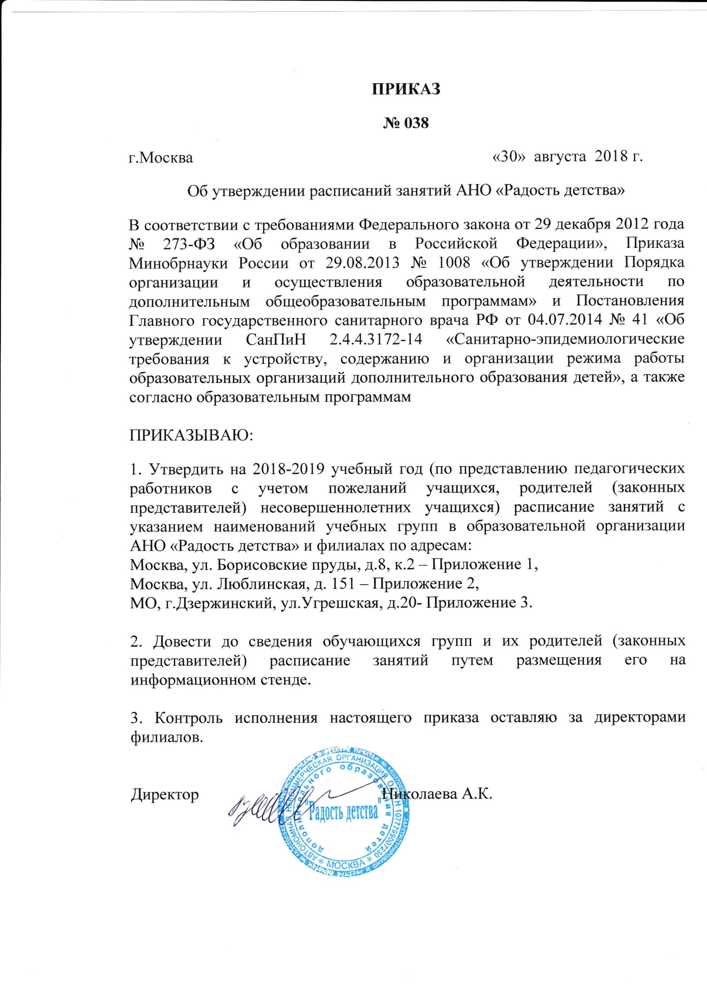 ПРИКАЗ
№ 038
г.Москва «30» августа 2018 г.
Об утверждении расписаний занятий АНО «Радость детства»
В соответствии с требованиями Федерального закона от 29 декабря 2012 года
№ 273-ФЗ «Об образовании в Российской Федерации», Приказа
Минобрнауки России от 29.08.2013 № 1008 «Об утверждении Порядка
организации и осуществления образовательной деятельности по
дополнительным общеобразовательным программам» и Постановления
Главного государственного санитарного врача РФ от 04.07.2014 № 41 «Об
утверждении СанПиН 2.4.4.3172-14 «Санитарно-эпидемиологические
требования к устройству, содержанию и организации режима работы
образовательных организаций дополнительного образования детей», а также
согласно образовательным программам
ПРИКАЗЫВАЮ:
1. Утвердить на 2018-2019 учебный год (по представлению педагогических
работников с учетом пожеланий учащихся, родителей (законных
представителей) несовершеннолетних учащихся) расписание занятий с
указанием наименований учебных групп в образовательной организации
АНО «Радость детства» и филиалах по адресам:
Москва, ул. Борисовские пруды, д.8, к.2 – Приложение 1,
Москва, ул. Люблинская, д. 151 – Приложение 2,
МО, г.Дзержинский, ул.Угрешская, д.20- Приложение 3.
2. Довести до сведения обучающихся групп и их родителей (законных
представителей) расписание занятий путем размещения его на
информационном стенде.
3. Контроль исполнения настоящего приказа оставляю за директорами
филиалов.
Директор Николаева А.К.
АВТОНОМНАЯ НЕКОММЕРЧЕСКАЯ ОРГАНИЗАЦИЯ ОГРН 1077799007230
дополнительного образования детей
"Радость детства"
* МОСКВА *